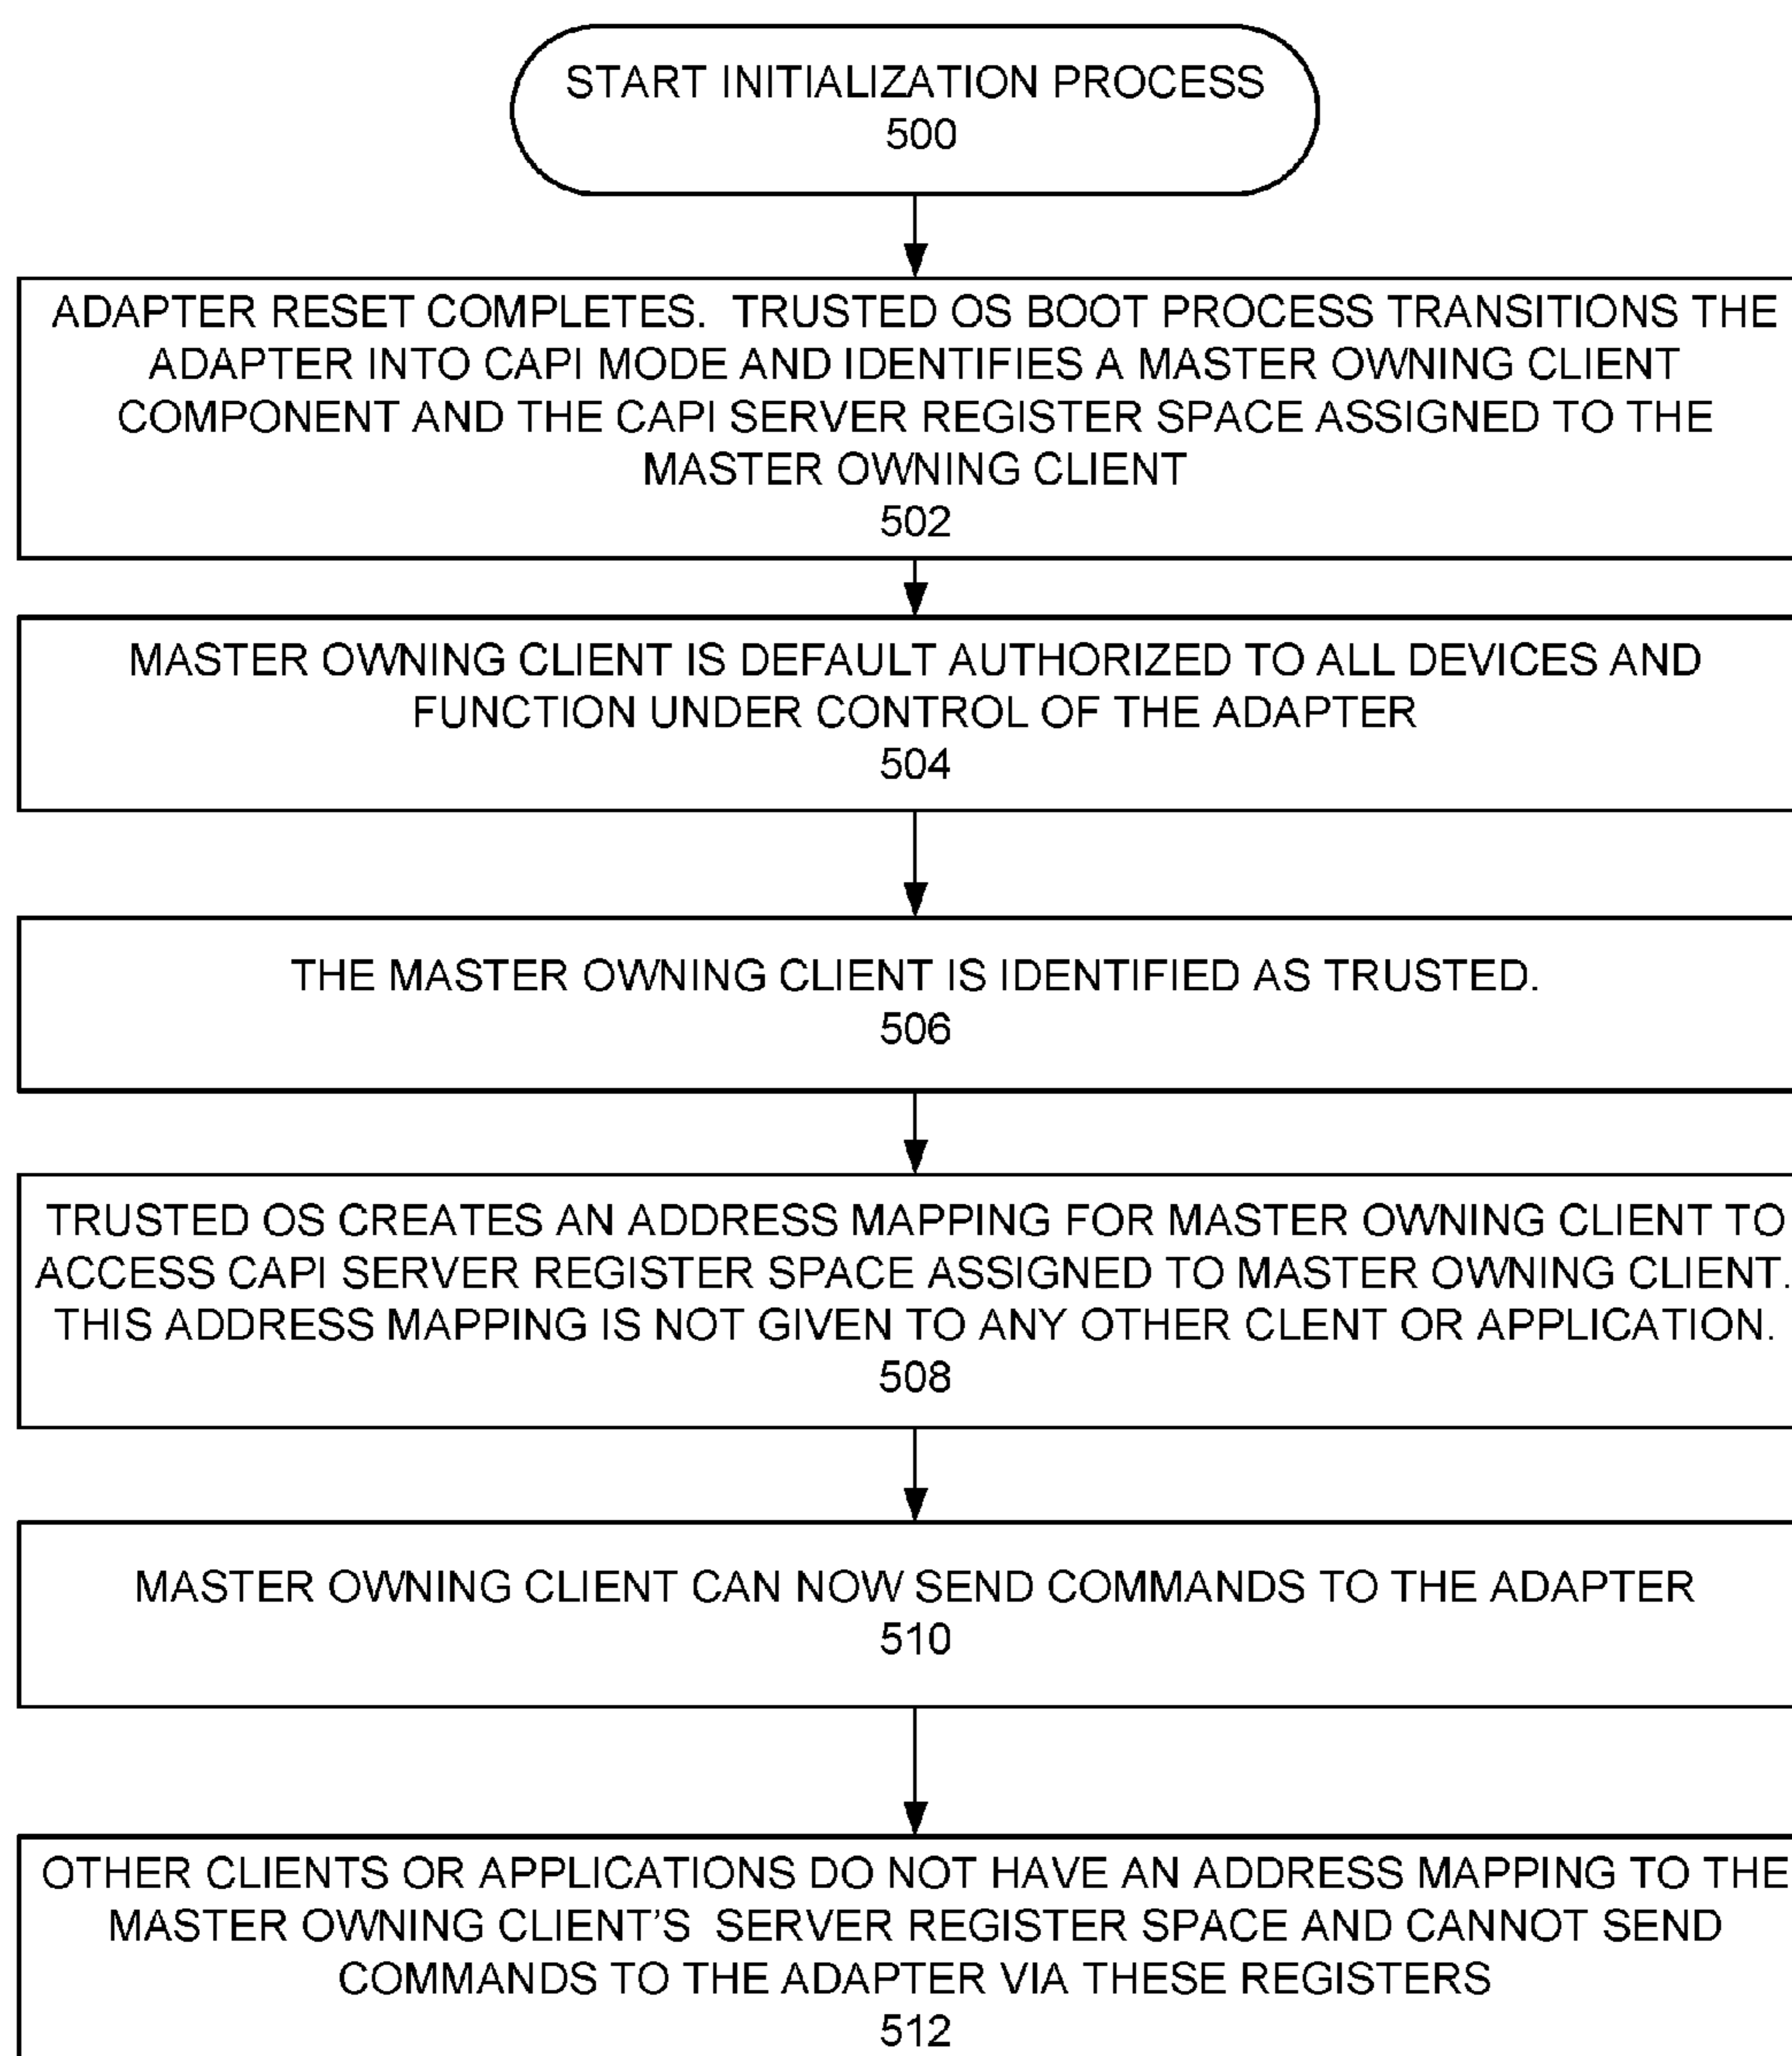 START INITIALIZATION PROCESS
500
ADAPTER RESET COMPLETES. TRUSTED OS BOOT PROCESS TRANSITIONS THE
ADAPTER INTO CAPI MODE AND IDENTIFIES A MASTER OWNING CLIENT
COMPONENT AND THE CAPI SERVER REGISTER SPACE ASSIGNED TO THE
MASTER OWNING CLIENT
502
MASTER OWNING CLIENT IS DEFAULT AUTHORIZED TO ALL DEVICES AND
FUNCTION UNDER CONTROL OF THE ADAPTER
504
THE MASTER OWNING CLIENT IS IDENTIFIED AS TRUSTED.
506
TRUSTED OS CREATES AN ADDRESS MAPPING FOR MASTER OWNING CLIENT TO
ACCESS CAPI SERVER REGISTER SPACE ASSIGNED TO MASTER OWNING CLIENT.
THIS ADDRESS MAPPING IS NOT GIVEN TO ANY OTHER CLENT OR APPLICATION.
508
MASTER OWNING CLIENT CAN NOW SEND COMMANDS TO THE ADAPTER
510
OTHER CLIENTS OR APPLICATIONS DO NOT HAVE AN ADDRESS MAPPING TO THE
MASTER OWNING CLIENT'S SERVER REGISTER SPACE AND CANNOT SEND
COMMANDS TO THE ADAPTER VIA THESE REGISTERS
512